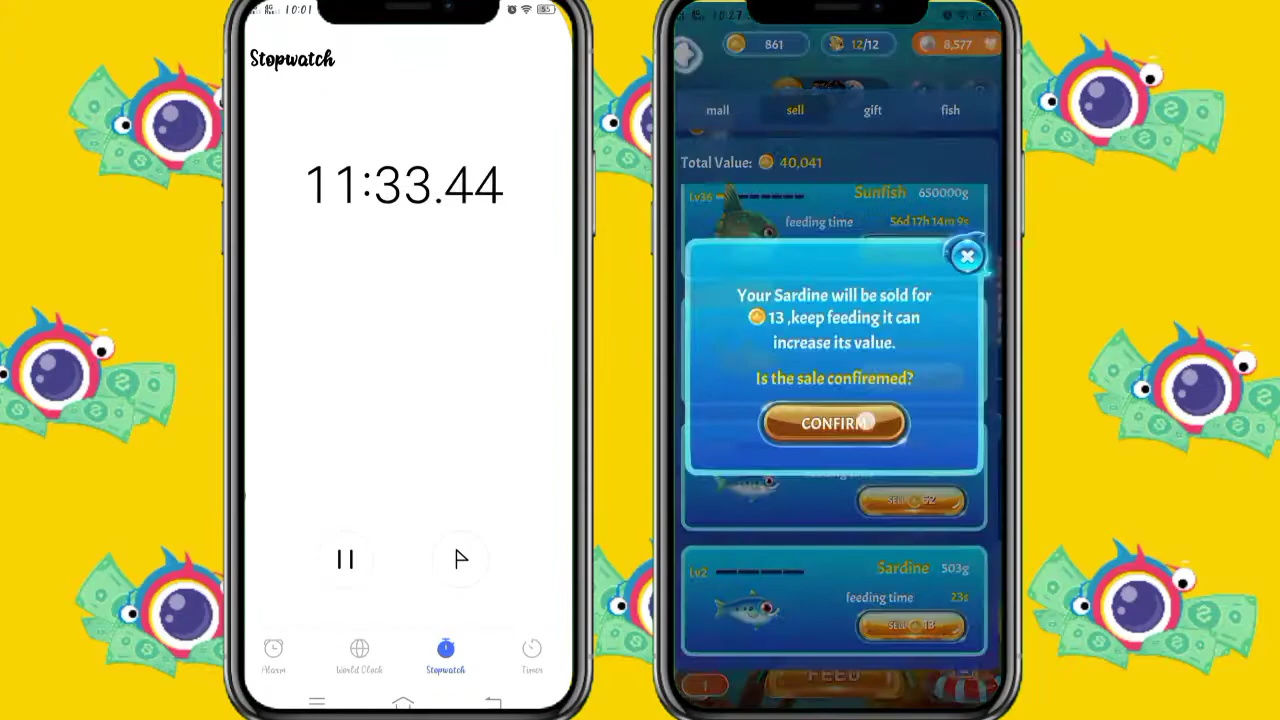 10:01
Stopwatch
11:33.44
Alarm
World Clock
Stopwatch
Timer
10:27
861
12/12
8,577
mall
sell
gift
fish
Total Value: 40,041
Lv36
Sunfish 650000g
feeding time 56d 17h 14m 9s
Your Sardine will be sold for
13 ,keep feeding it can
increase its value.
Is the sale confiremed?
CONFIRM
SELL 52
Lv2
Sardine 503g
feeding time 23s
SELL 13
1
FEED